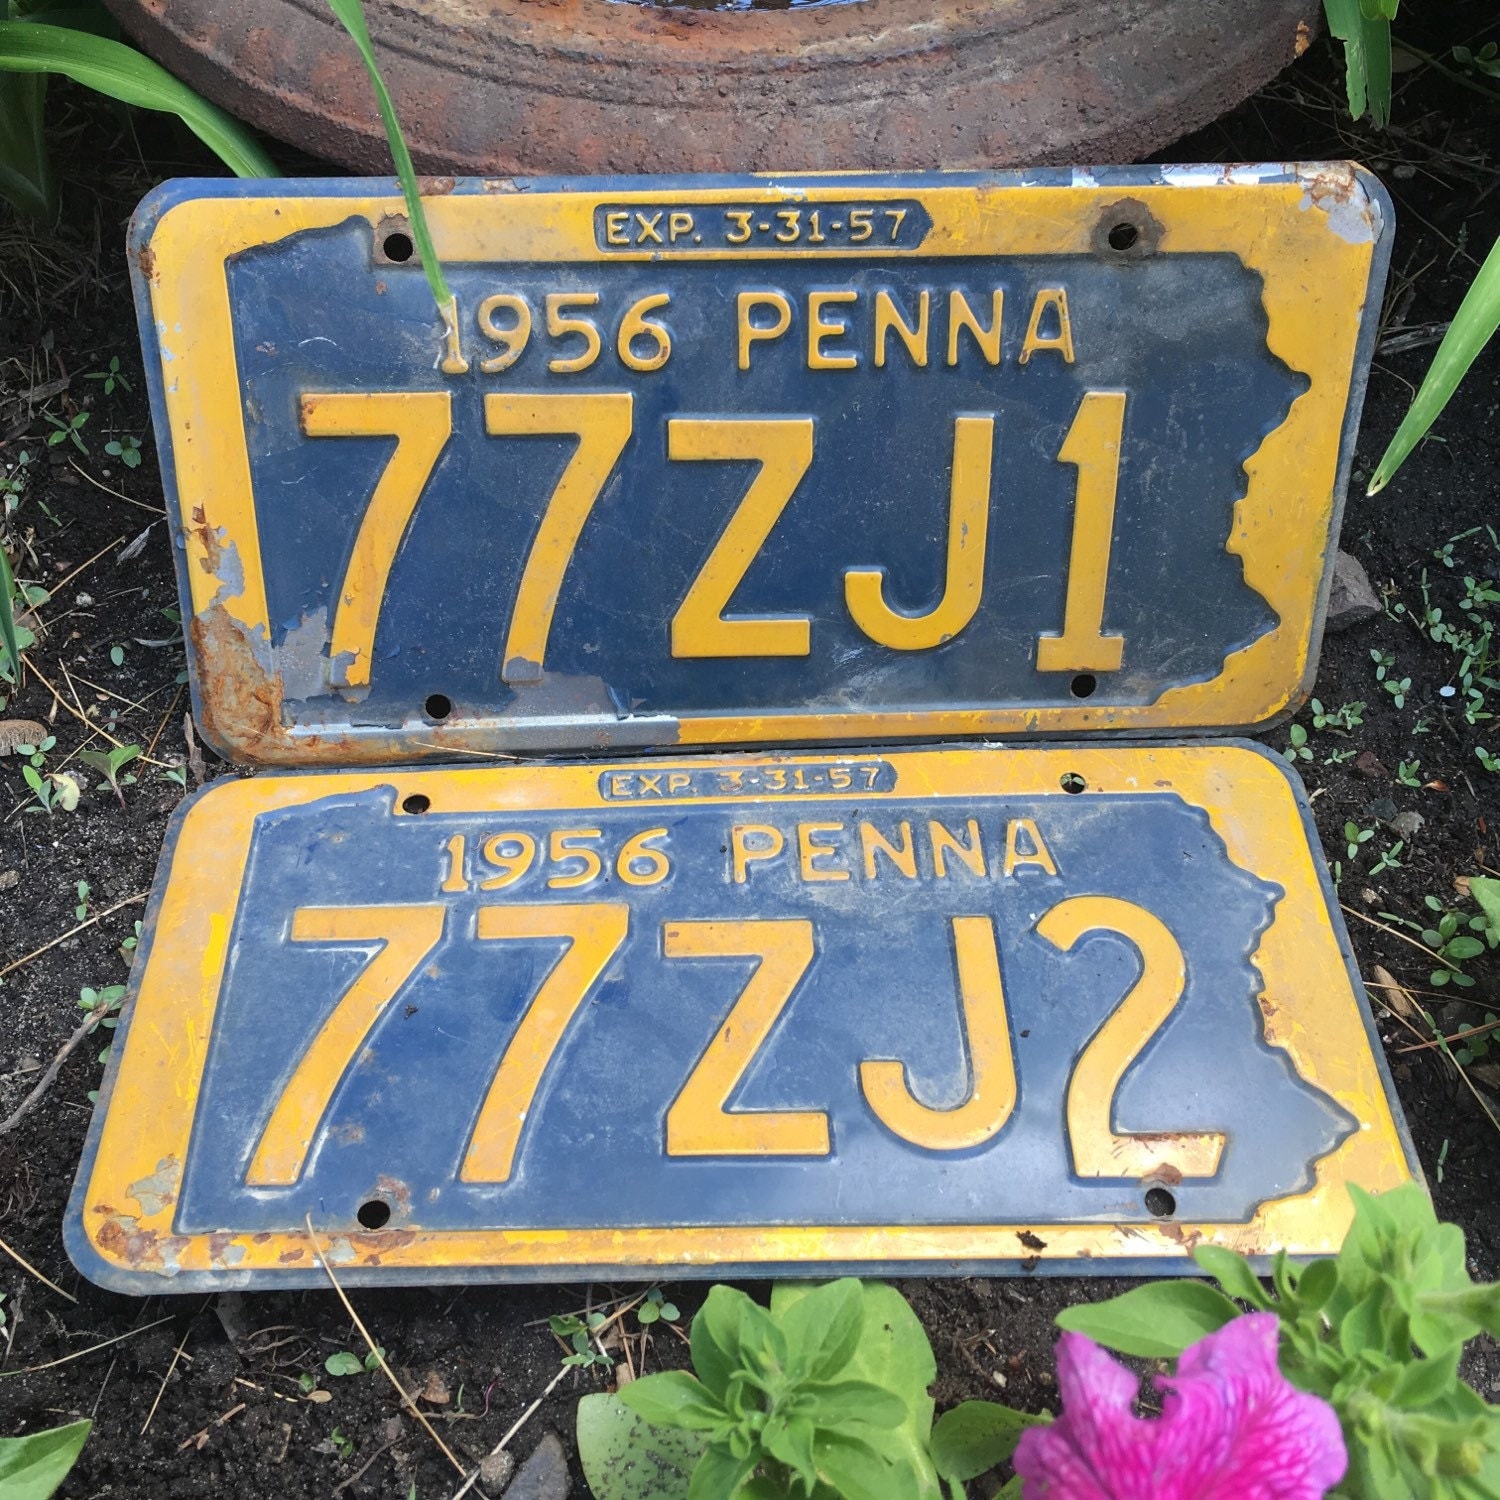 EXP. 3-31-57
1956 PENNA
77ZJ1
EXP. 3-31-57
1956 PENNA
77ZJ2